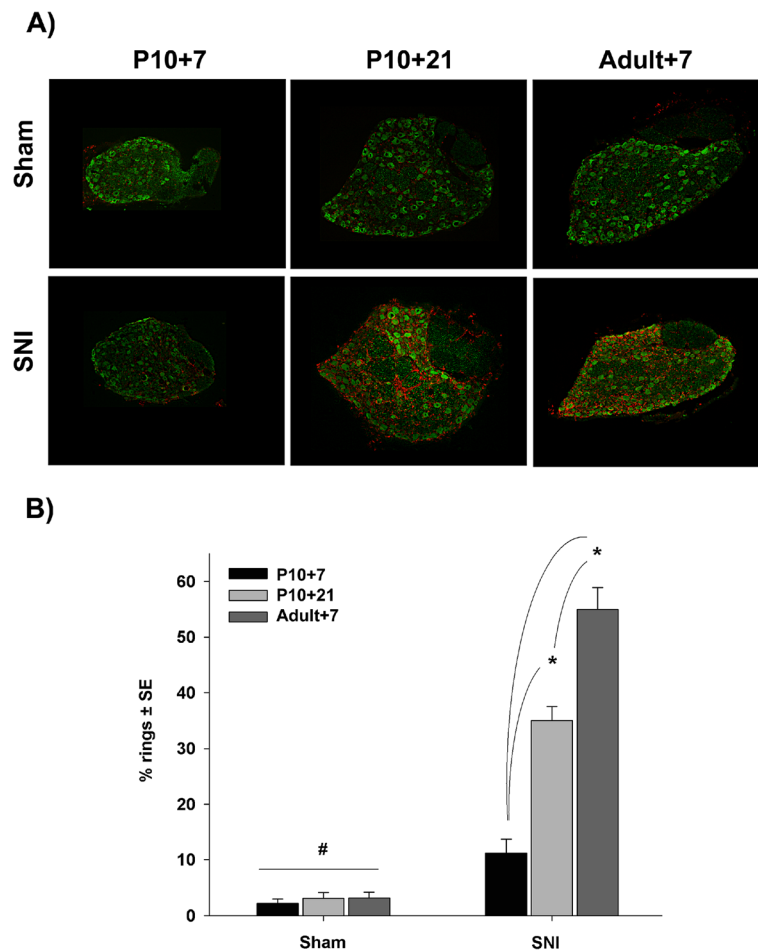 A)
P10+7 P10+21 Adult+7
Sham
SNI
B)
60
50
40
30
20
10
0
% rings ± SE
P10+7
P10+21
Adult+7
*
*
#
Sham SNI